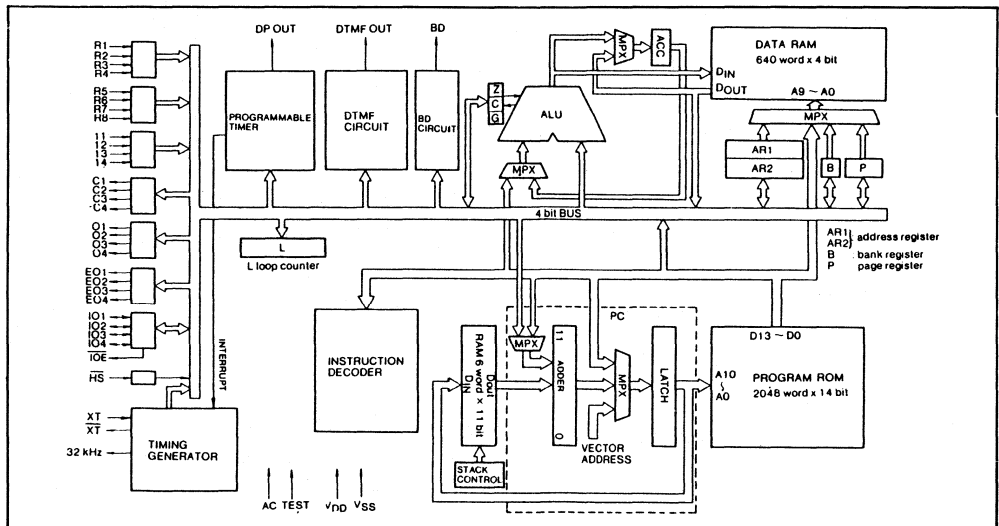 DP OUT
DTMF OUT
BD
R1
R2
R3
R4
R5
R6
R7
R8
I1
I2
I3
I4
C1
C2
C3
C4
O1
O2
O3
O4
EO1
EO2
EO3
EO4
IO1
IO2
IO3
IO4
IOE
HS
XT
XT
32 kHz
PROGRAMMABLE
TIMER
DTMF
CIRCUIT
BD
CIRCUIT
Z
C
G
ALU
MPX
ACC
MPX
DATA RAM
640 word x 4 bit
DIN
DOUT
A9 ~ A0
MPX
AR1
AR2
B
P
4 bit BUS
L
L loop counter
AR1
AR2
address register
B : bank register
P page register
INTERRUPT
TIMING
GENERATOR
INSTRUCTION
DECODER
RAM 6 word × 11 bit
DIN
Dout
STACK
CONTROL
PC
MPX
11
ADDER
0
MPX
LATCH
VECTOR
ADDRESS
D13 ~ D0
A10
~
A0
PROGRAM ROM
2048 word × 14 bit
AC
TEST
VDD
VSS